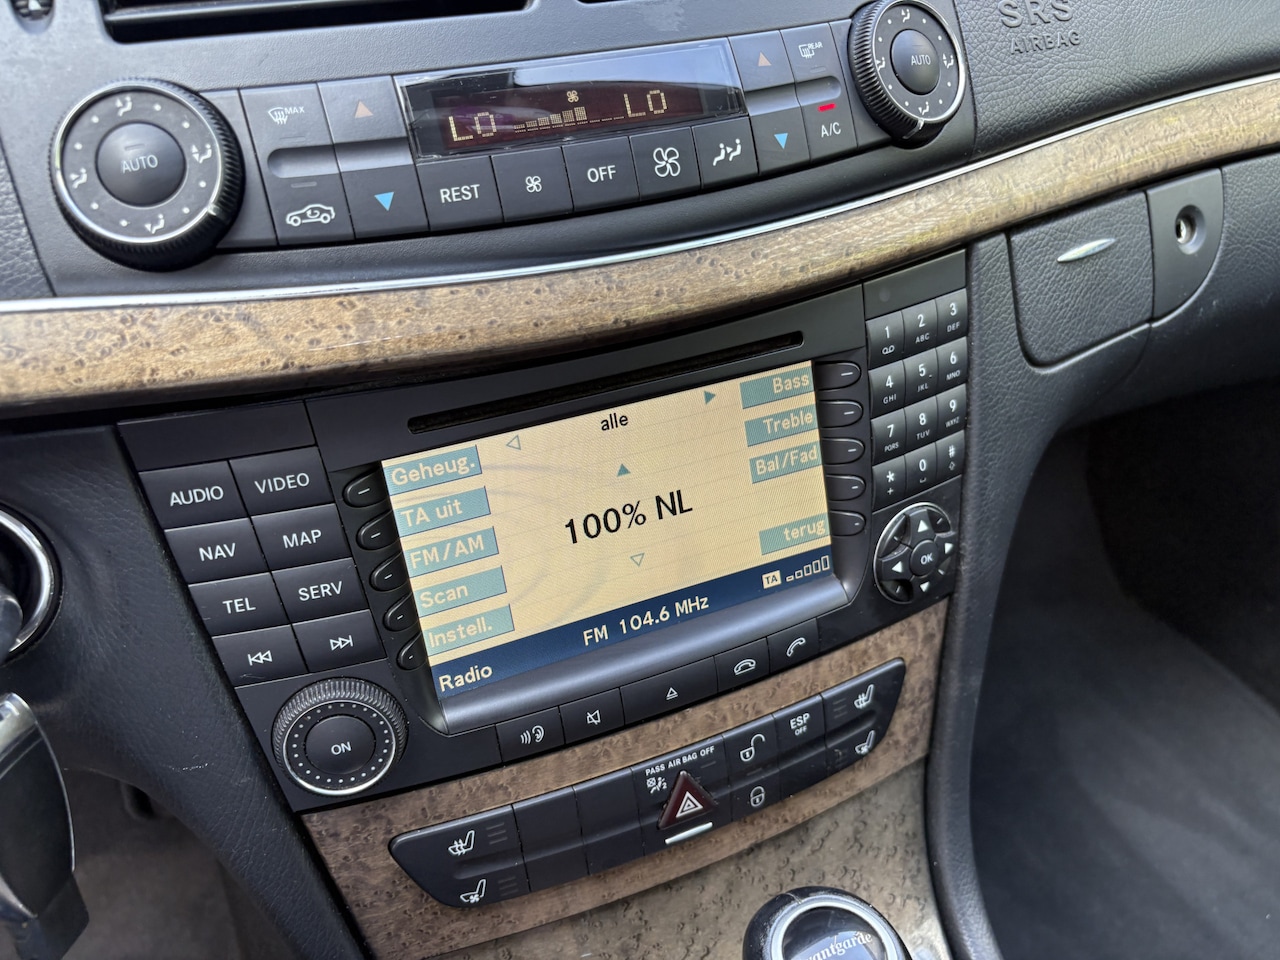 SRS
AIRBAG
MAX
REAR
AUTO
AUTO
LO
LO
A/C
REST
OFF
1
2
ABC
3
DEF
4
GHI
5
JKL
6
MNO
7
PQRS
8
TUV
9
WXYZ
*
+
0
#
OK
AUDIO
VIDEO
NAV
MAP
TEL
SERV
ON
alle
Bass
Geheug.
Treble
TA uit
Bal/Fad
100% NL
FM/AM
Scan
terug
Instell.
TA
FM 104.6 MHz
Radio
PASS AIR BAG OFF
ESP
OFF